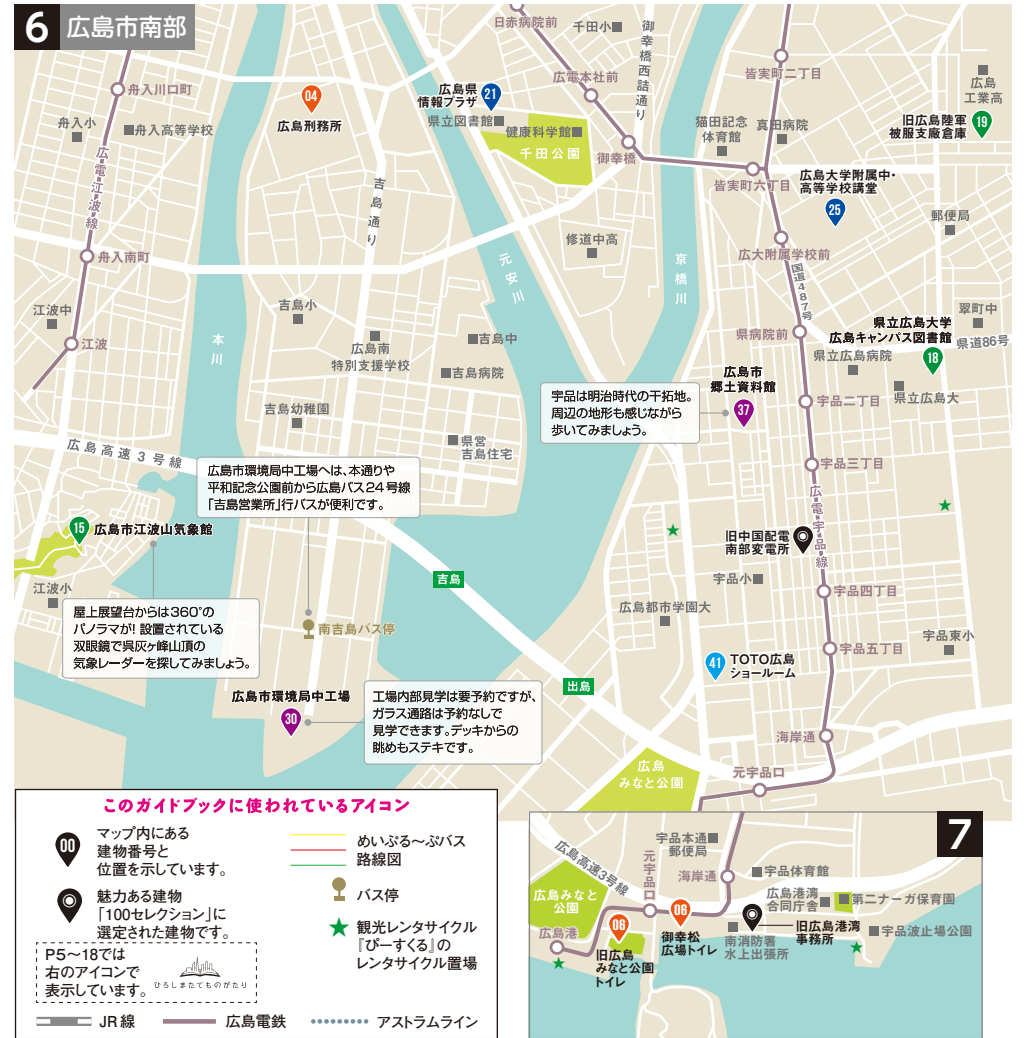 6 広島市南部
日赤病院前
千田小
御幸橋西詰通り
皆実町二丁目
広電本社前
広島
工業高
舟入川口町
04
広島刑務所
広島県
情報プラザ
21
県立図書館
健康科学館
千田公園
猫田記念
体育館
真田病院
旧広島陸軍
被服支廠倉庫
19
舟入小
舟入高等学校
広電江波線
吉島通り
御幸橋
皆実町六丁目
広島大学附属中・
高等学校講堂
25
郵便局
修道中高
広大附属学校前
舟入南町
元安川
京橋川
国道487号
江波中
吉島小
翠町中
本川
江波
広島南
特別支援学校
吉島中
県病院前
県立広島大学
広島キャンパス図書館
県道86号
18
県立広島病院
吉島病院
広島市
郷土資料館
37
県立広島大
宇品は明治時代の干拓地。
周辺の地形も感じながら
歩いてみましょう。
宇品二丁目
吉島幼稚園
県営
吉島住宅
広島高速3号線
宇品三丁目
広島市環境局中工場へは、本通りや
平和記念公園前から広島バス24号線
「吉島営業所」行バスが便利です。
広電宇品線
15
広島市江波山気象館
旧中国配電
南部変電所
江波小
吉島
宇品小
宇品四丁目
屋上展望台からは360°の
パノラマが! 設置されている
双眼鏡で呉灰ヶ峰山頂の
気象レーダーを探してみましょう。
南吉島バス停
広島都市学園大
宇品東小
宇品五丁目
41
TOTO広島
ショールーム
広島市環境局中工場
30
工場内部見学は要予約ですが、
ガラス通路は予約なしで
見学できます。デッキからの
眺めもステキです。
出島
海岸通
広島
みなと公園
元宇品口
このガイドブックに使われているアイコン
00
マップ内にある
建物番号と
位置を示しています。
魅力ある建物
「100セレクション」に
選定された建物です。
P5〜18では
右のアイコンで
表示しています。
ひろしまたてものがたり
めいぷる〜ぷバス
路線図
バス停
観光レンタサイクル
『ぴーすくる』の
レンタサイクル置場
JR線
広島電鉄
アストラムライン
7
宇品本通
郵便局
広島高速3号線
元宇品口
海岸通
宇品体育館
広島みなと
公園
広島港湾
合同庁舎
第二ナーガ保育園
広島港
06
旧広島
みなと公園
トイレ
06
御幸松
広場トイレ
南消防署
水上出張所
旧広島港湾
事務所
宇品波止場公園